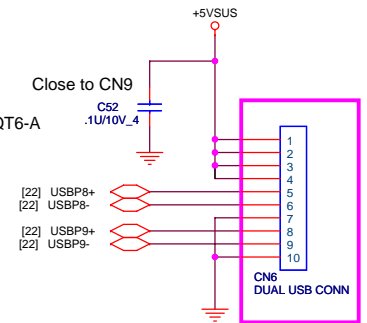 +5VSUS
Close to CN9
C52
.1U/10V_4
QT6-A
1
2
3
4
[22] USBP8+ 5
[22] USBP8- 6
7
[22] USBP9+ 8
[22] USBP9- 9
10
CN6
DUAL USB CONN